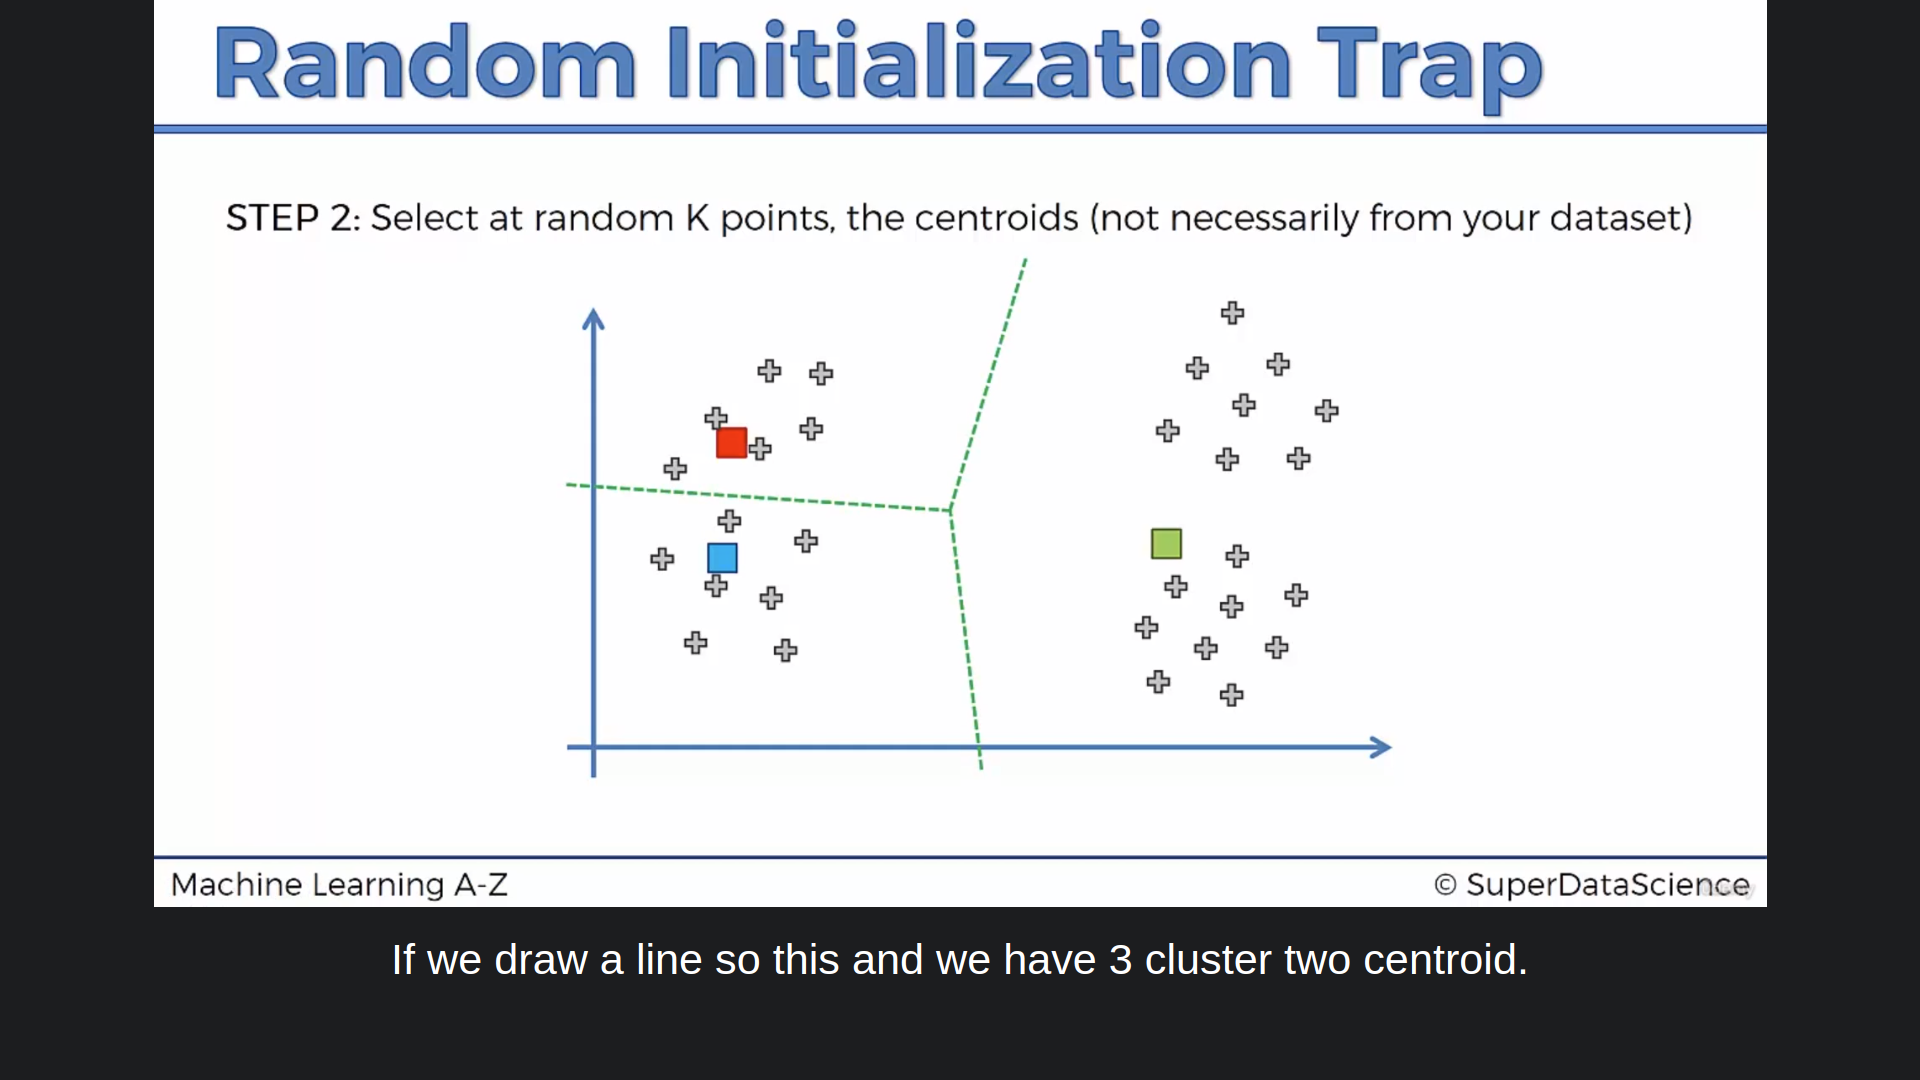 Random Initialization Trap
STEP 2: Select at random K points, the centroids (not necessarily from your dataset)
Machine Learning A-Z
© SuperDataScience
If we draw a line so this and we have 3 cluster two centroid.